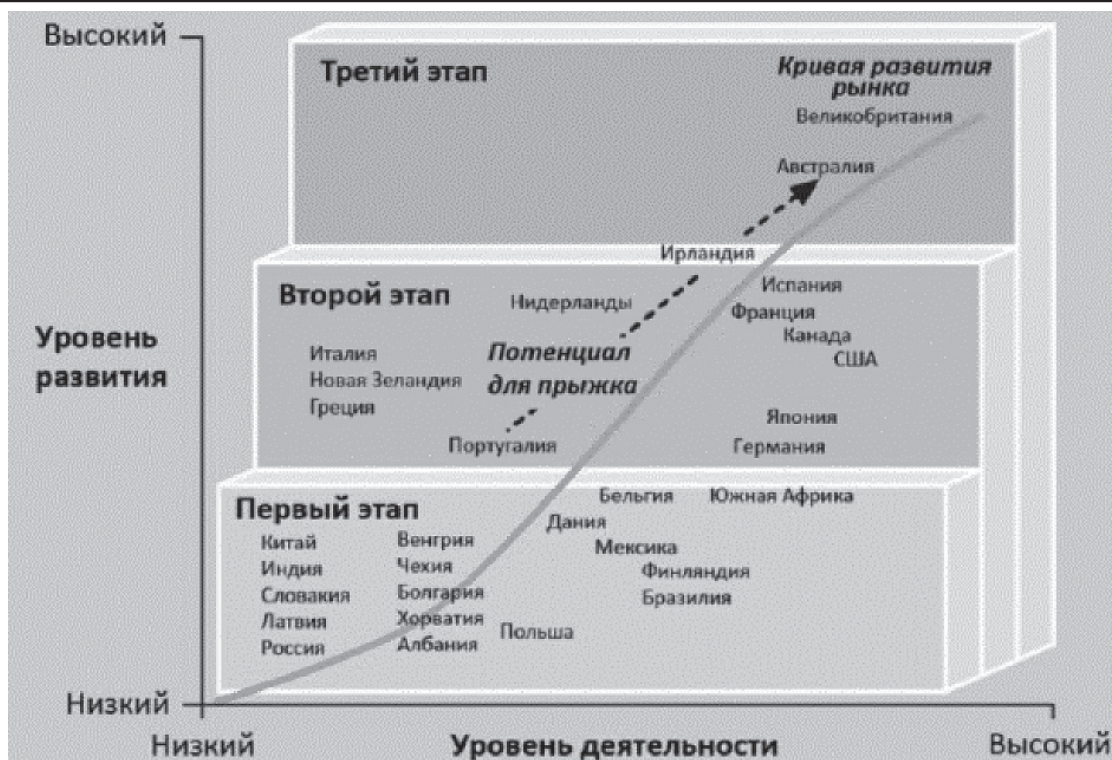 Высокий
Третий этап
Кривая развития
рынка
Великобритания
Австралия
Ирландия
Второй этап
Нидерланды
Испания
Франция
Канада
США
Уровень
развития
Италия
Новая Зеландия
Греция
Потенциал
для прыжка
Португалия
Япония
Германия
Первый этап
Бельгия
Южная Африка
Дания
Мексика
Финляндия
Бразилия
Китай
Индия
Словакия
Латвия
Россия
Венгрия
Чехия
Болгария
Хорватия
Албания
Польша
Низкий
Низкий
Уровень деятельности
Высокий